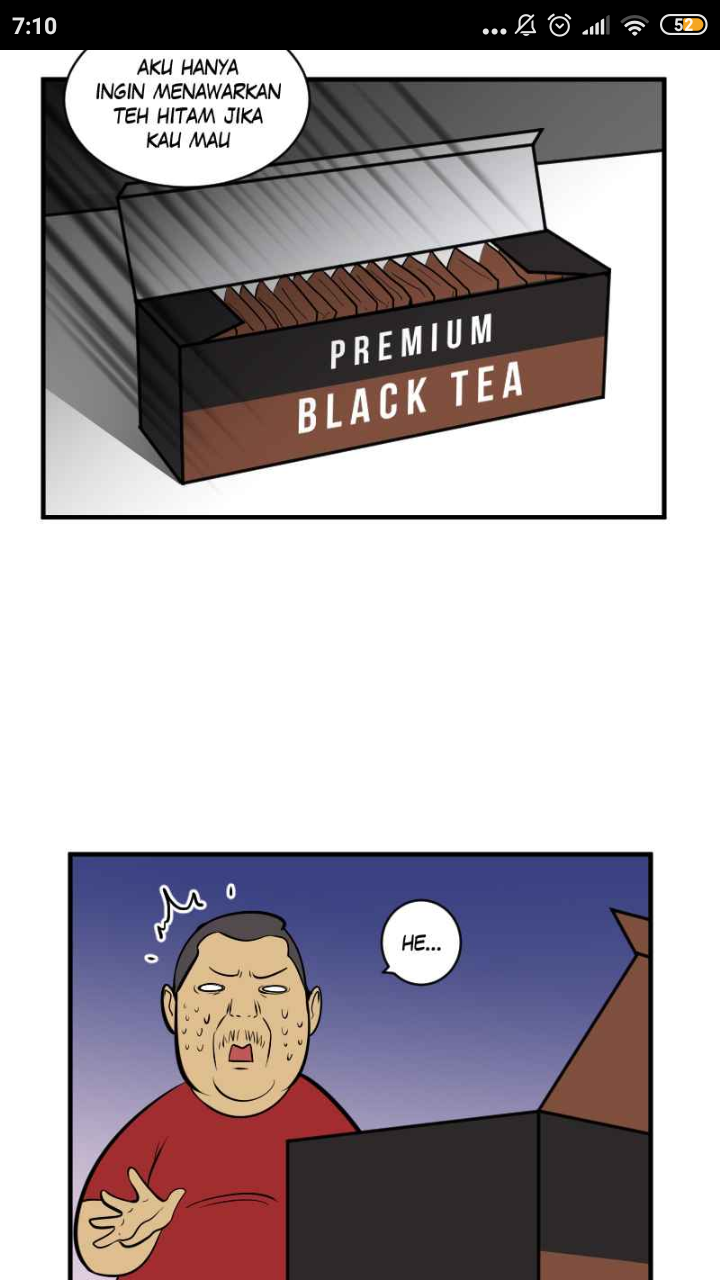 7:10
52
AKU HANYA
INGIN MENAWARKAN
TEH HITAM JIKA
KAU MAU
PREMIUM
BLACK TEA
HE...